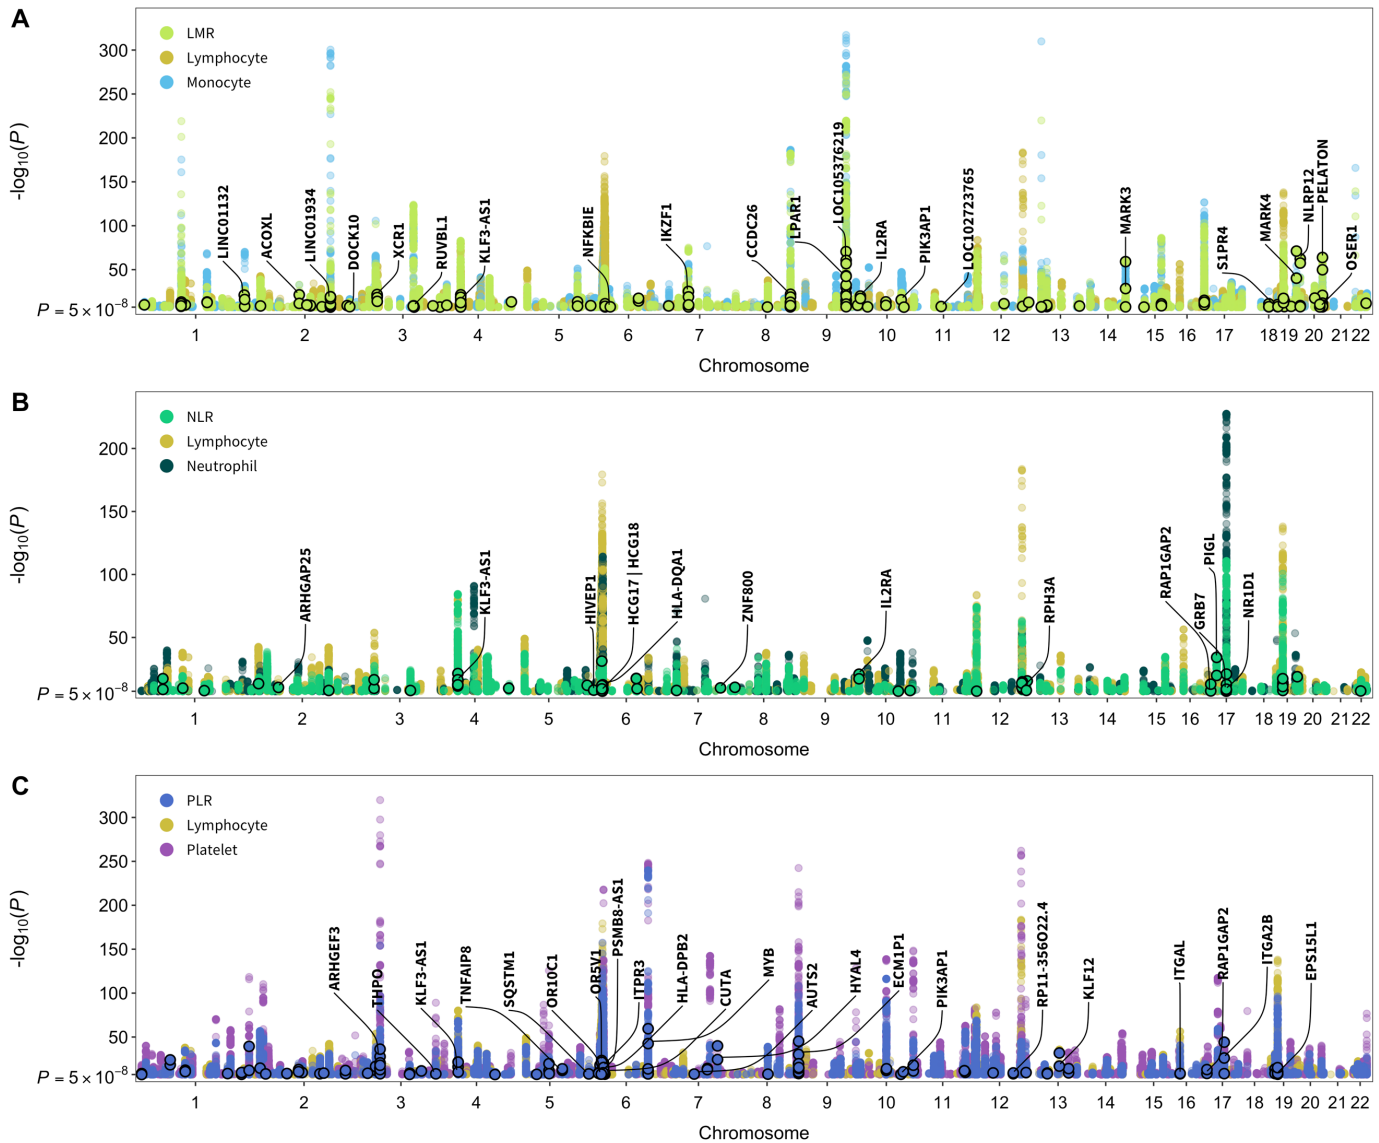 A
LMR
Lymphocyte
Monocyte
-log10(P)
300
250
200
150
100
50
P = 5 × 10⁻⁸
LINC01132
ACOXL
LINC01934
DOCK10
XCR1
RUVBL1
KLF3-AS1
NFKBIE
IKZF1
CCDC26
LPAR1
LOC105376219
IL2RA
PIK3AP1
LOC102723765
MARK3
S1PR4
MARK4
NLRP12
PELATON
OSER1
1 2 3 4 5 6 7 8 9 10 11 12 13 14 15 16 17 18 19 20 21 22
Chromosome
B
NLR
Lymphocyte
Neutrophil
-log10(P)
200
150
100
50
P = 5 × 10⁻⁸
ARHGAP25
KLF3-AS1
HIVEP1
HCG17 | HCG18
HLA-DQA1
ZNF800
IL2RA
RPH3A
RAP1GAP2
GRB7
PIGL
NR1D1
1 2 3 4 5 6 7 8 9 10 11 12 13 14 15 16 17 18 19 20 21 22
Chromosome
C
PLR
Lymphocyte
Platelet
-log10(P)
300
250
200
150
100
50
P = 5 × 10⁻⁸
ARHGEF3
THPO
KLF3-AS1
TNFAIP8
SQSTM1
OR10C1
OR5V1
PSMB8-AS1
ITPR3
HLA-DPB2
CUTA
MYB
AUTS2
HYAL4
ECM1P1
PIK3AP1
RP11-356O22.4
KLF12
ITGAL
RAP1GAP2
ITGA2B
EPS15L1
1 2 3 4 5 6 7 8 9 10 11 12 13 14 15 16 17 18 19 20 21 22
Chromosome